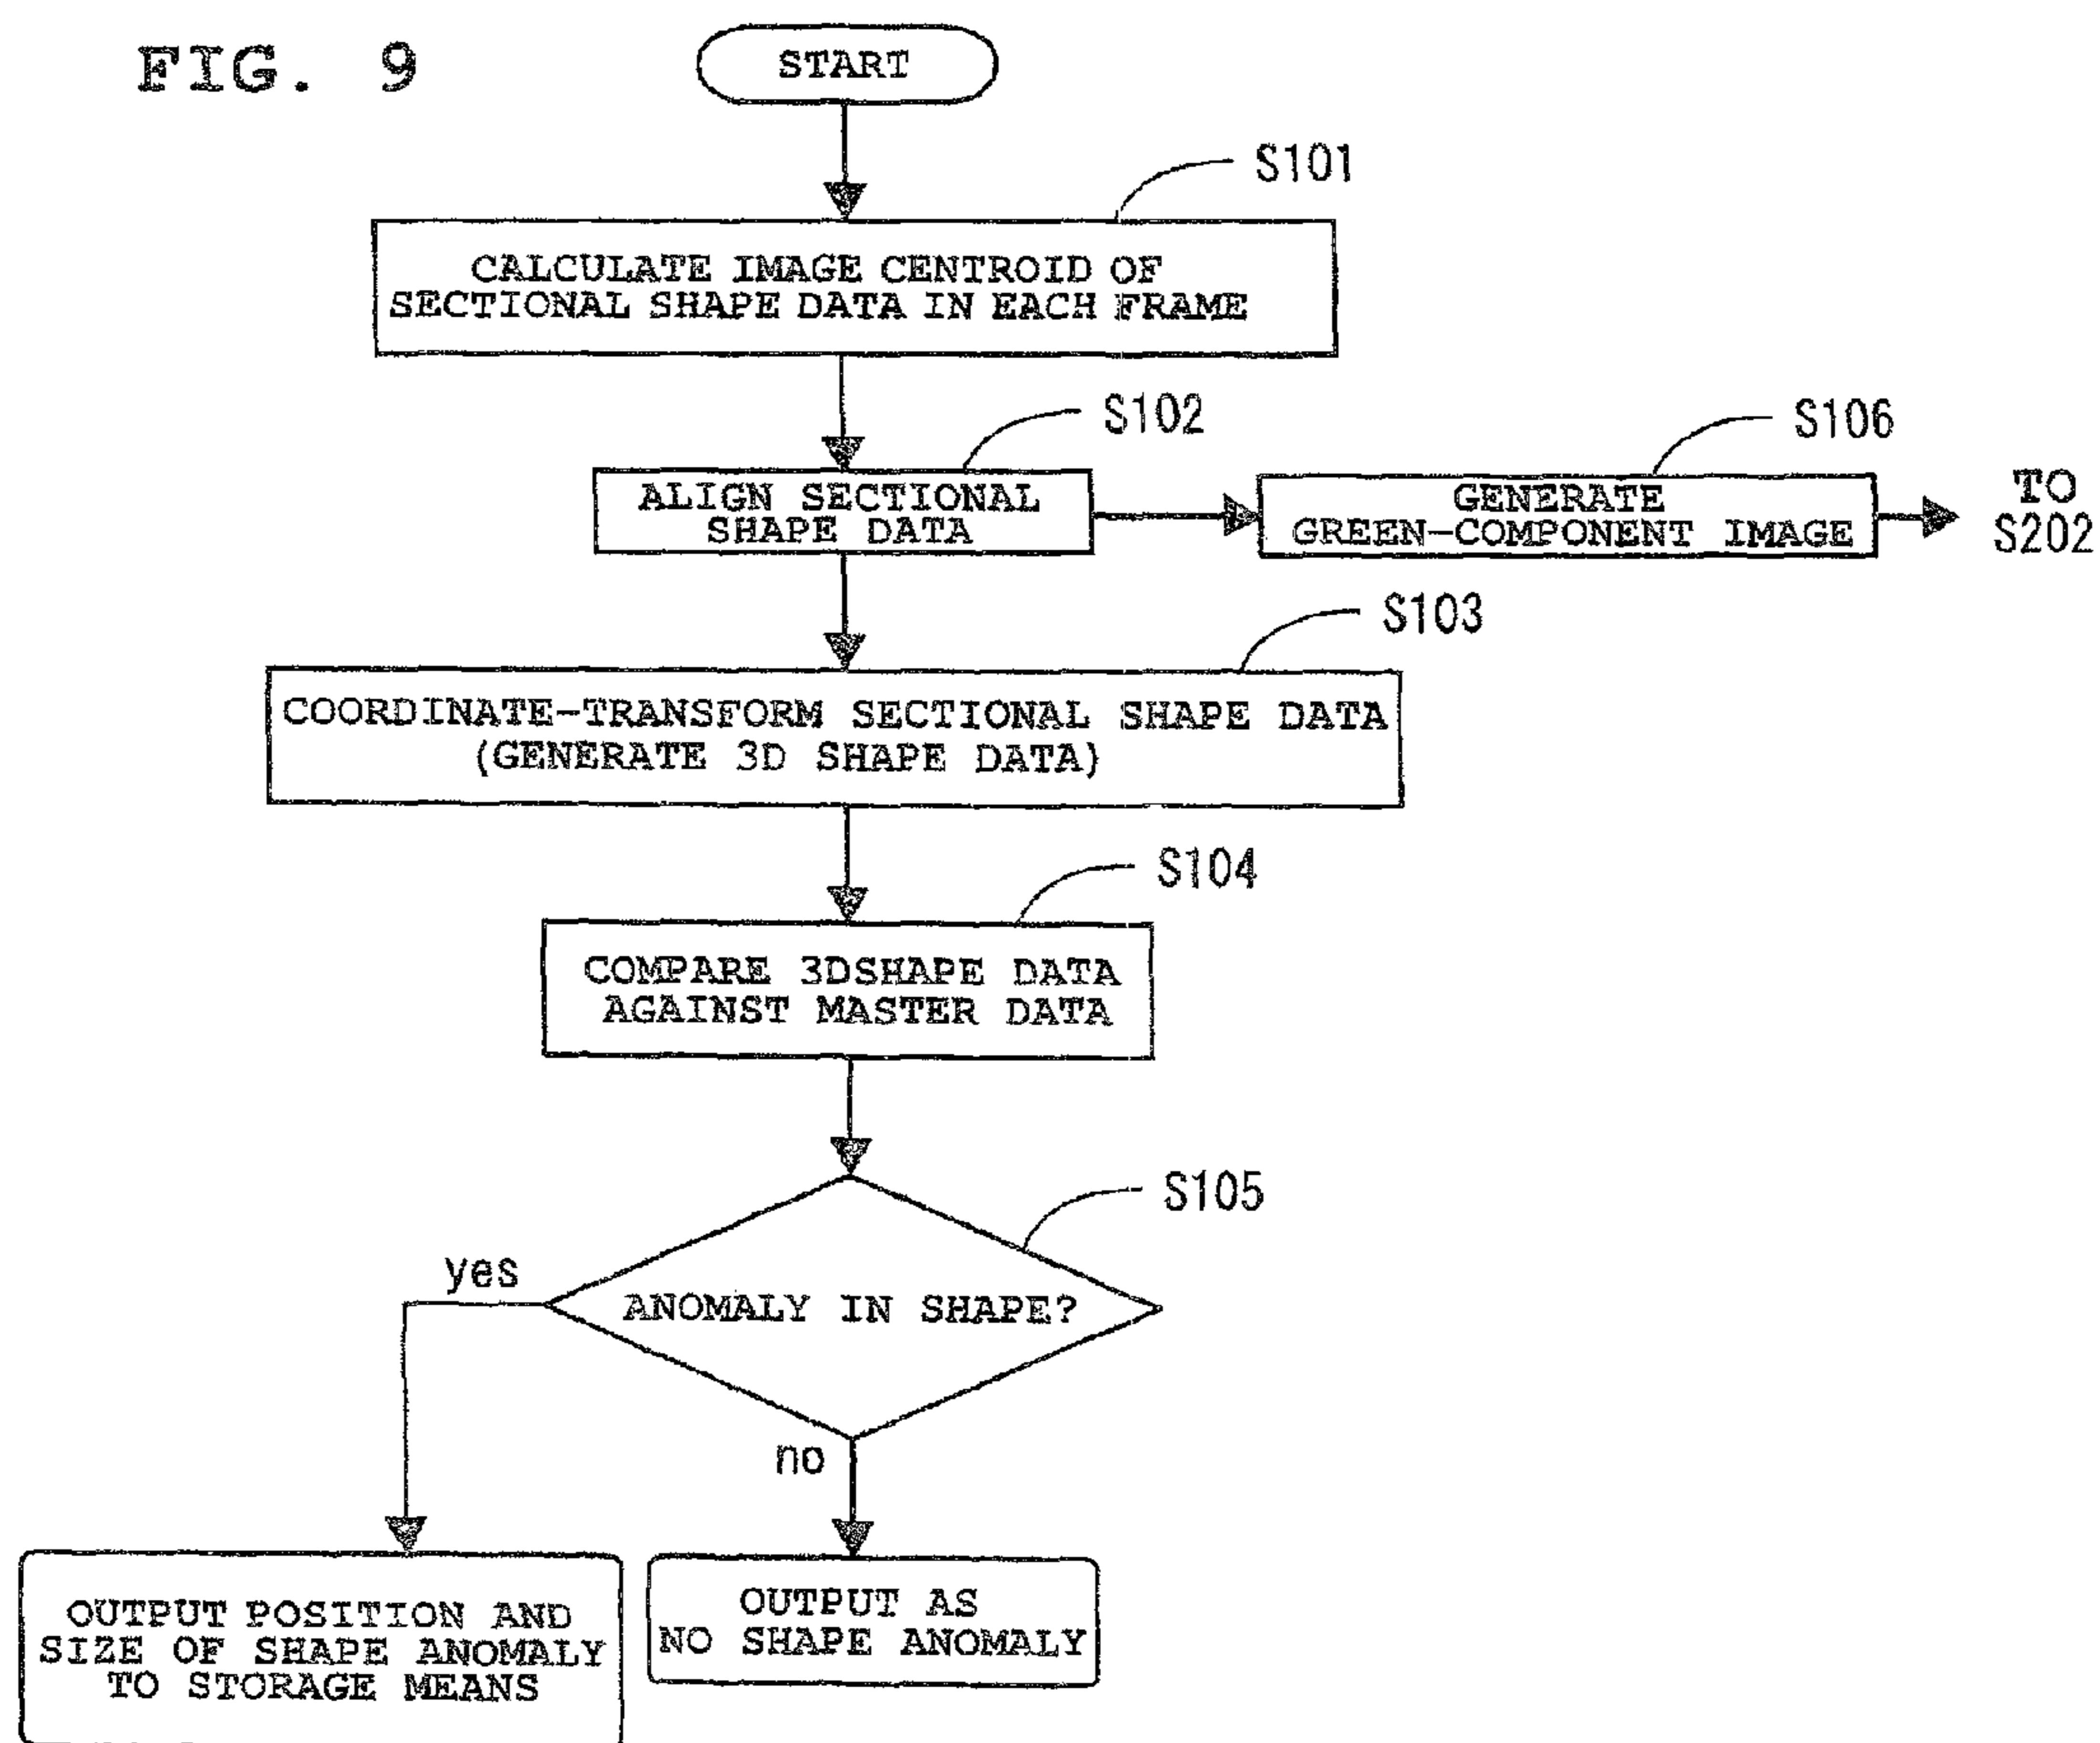 FIG. 9
START
S101
CALCULATE IMAGE CENTROID OF
SECTIONAL SHAPE DATA IN EACH FRAME
S102
ALIGN SECTIONAL
SHAPE DATA
S106
GENERATE
GREEN-COMPONENT IMAGE
TO
S202
S103
COORDINATE-TRANSFORM SECTIONAL SHAPE DATA
(GENERATE 3D SHAPE DATA)
S104
COMPARE 3DSHAPE DATA
AGAINST MASTER DATA
S105
ANOMALY IN SHAPE?
yes
no
OUTPUT POSITION AND
SIZE OF SHAPE ANOMALY
TO STORAGE MEANS
OUTPUT AS
NO SHAPE ANOMALY